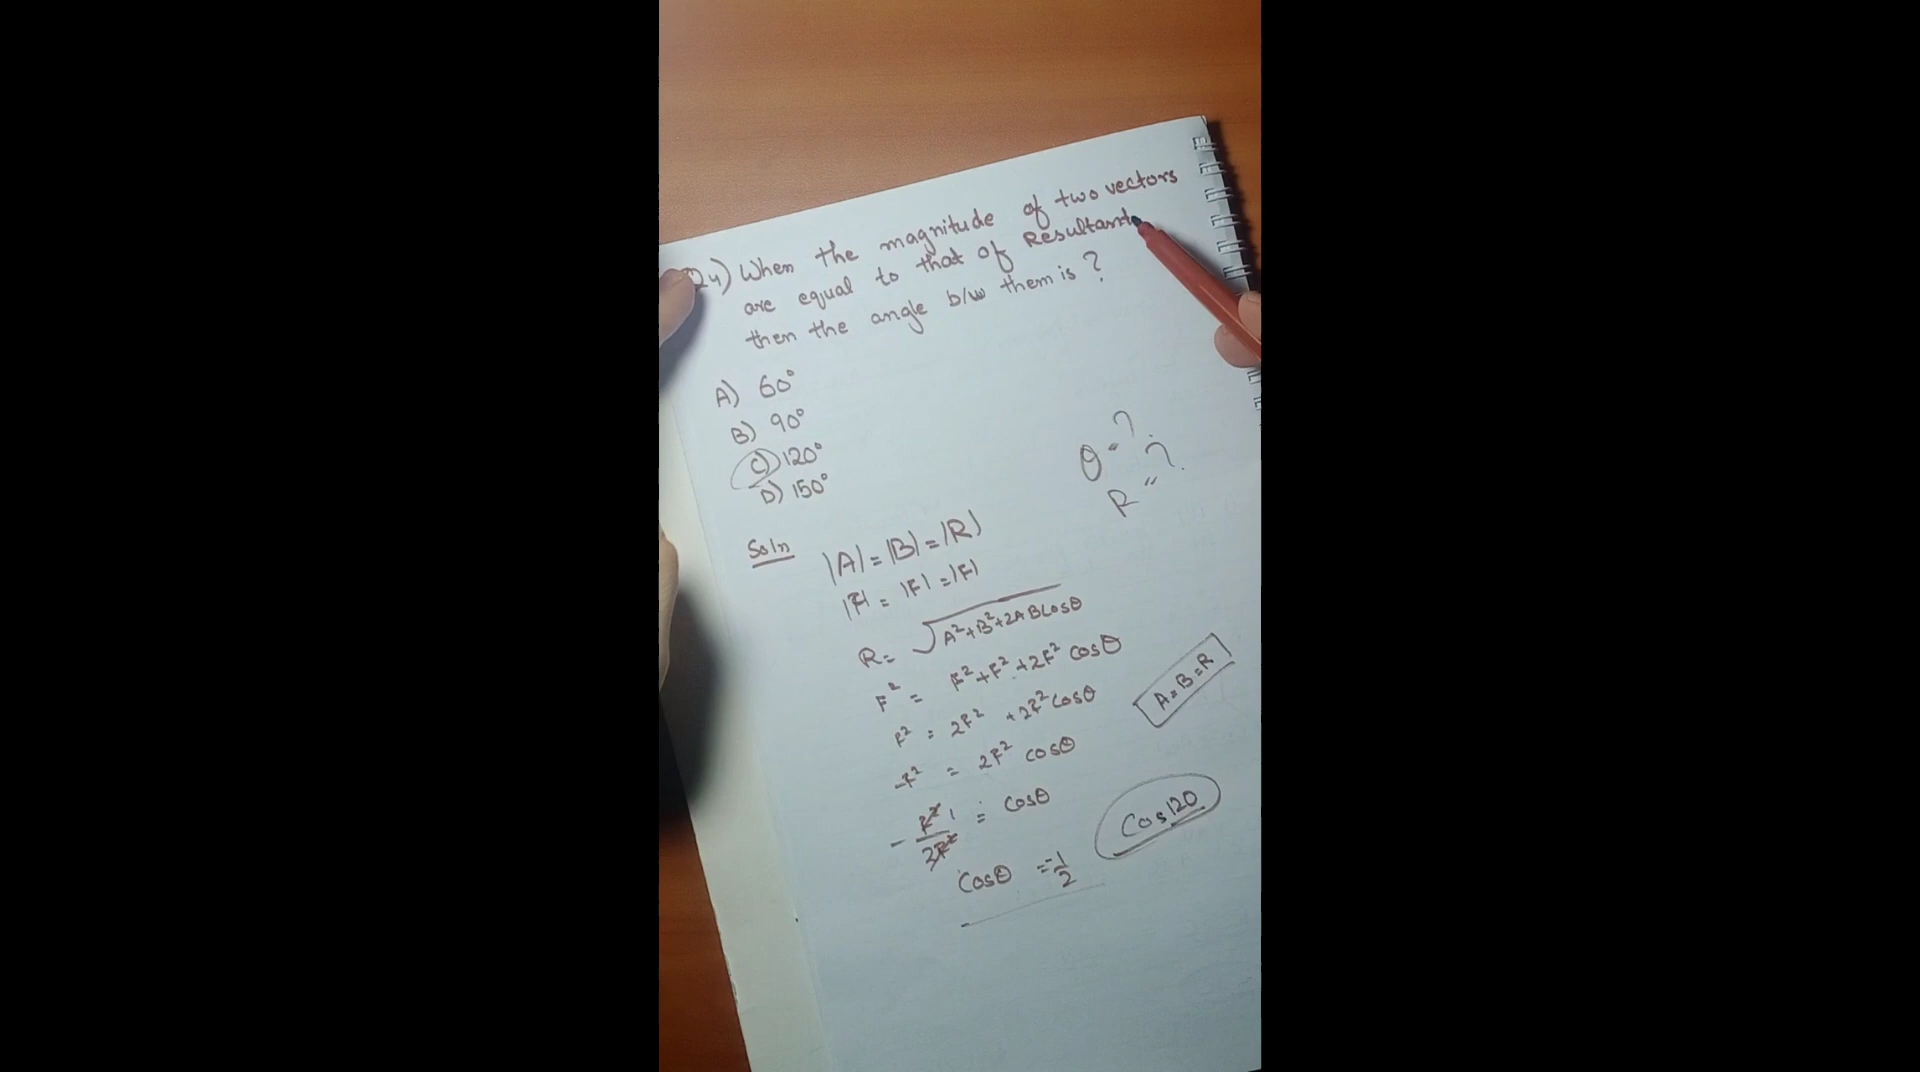 Q4) When the magnitude of two vectors
are equal to that of Resultant
then the angle b/w them is ?
A) 60°
B) 90°
C) 120°
D) 150°
θ = ?
R = ?
Soln
|A| = |B| = |R|
|F| = |F| = |F|
R = √A²+B²+2ABCosθ
F² = F²+F²+2F² cosθ
F² = 2F² +2F²cosθ
A=B=R
-F² = 2F² cosθ
-F² 1/2F² = cosθ
Cos120
Cosθ = -1/2